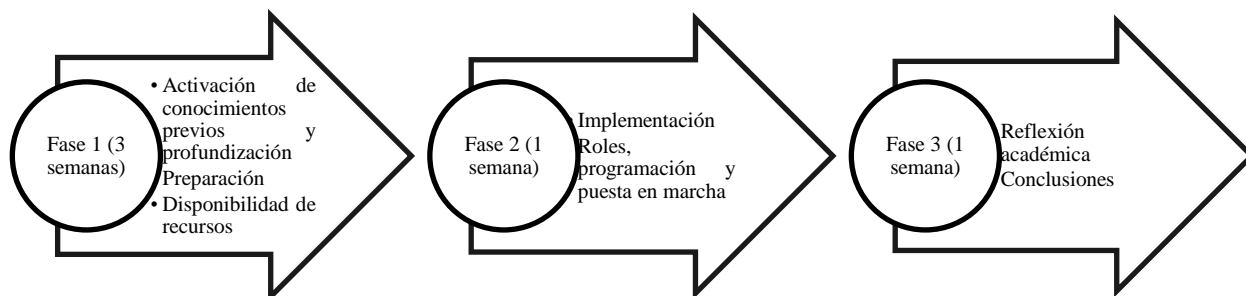 Fase 1 (3
semanas)
• Activación de
conocimientos
previos y
profundización
Preparación
• Disponibilidad de
recursos
Fase 2 (1
semana)
Implementación
Roles,
programación y
puesta en marcha
Fase 3 (1
semana)
Reflexión
académica
Conclusiones